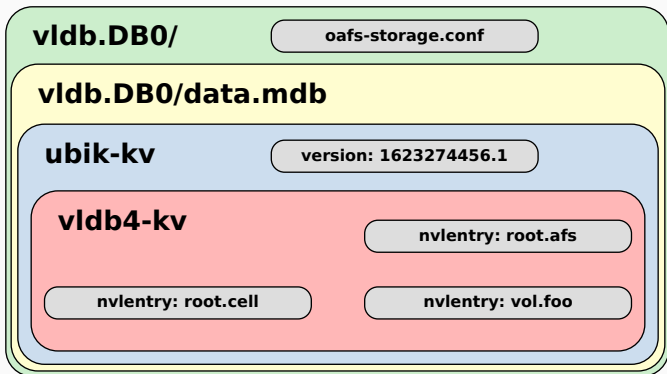 vldb.DB0/
oafs-storage.conf
vldb.DB0/data.mdb
ubik-kv
version: 1623274456.1
vldb4-kv
nvlentry: root.afs
nvlentry: root.cell
nvlentry: vol.foo